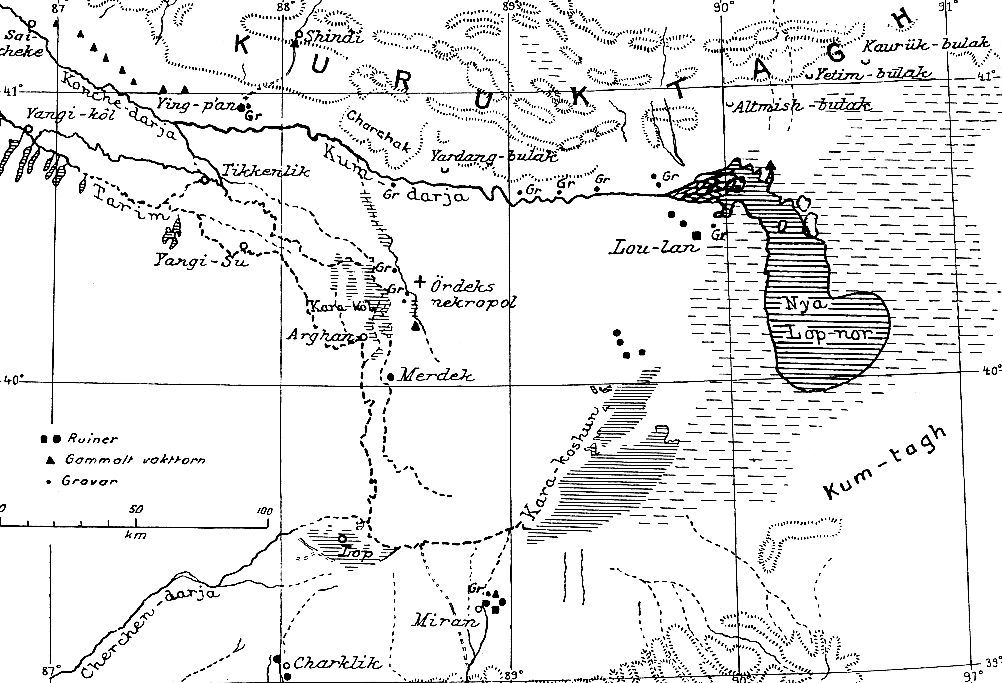 87°
88°
89°
90°
91°
Sai-
cheke
Shindi
K U R U K T A G H
Kaurük-bulak
Yetim-bulak
Altmish-bulak
41°
41°
Konche-darja
Ying-p'an
Gr
Yangi-köl
Charshak
Yardang-bulak
Tikkenlik
Kum darja
Gr
Gr
Gr
Gr
Gr
Tarim
Lou-lan
Gr
Yangi-Su
Gr
Gr
Ördeks
nekropol
Kara-köl
Nya
Lop-nor
Arghan
Merdek
40°
40°
Kara-koshun
Kum-tagh
Ruiner
Gammalt vakttorn
Gravar
0 50 100
km
Lop
Cherchen-darja
Gr
Miran
Charklik
87°
89°
90°
39°